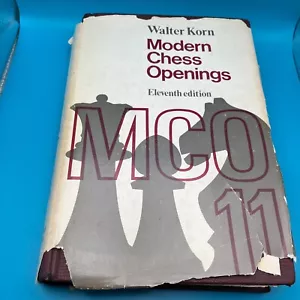 Walter Korn
Modern
Chess
Openings
Eleventh edition
MCO
11